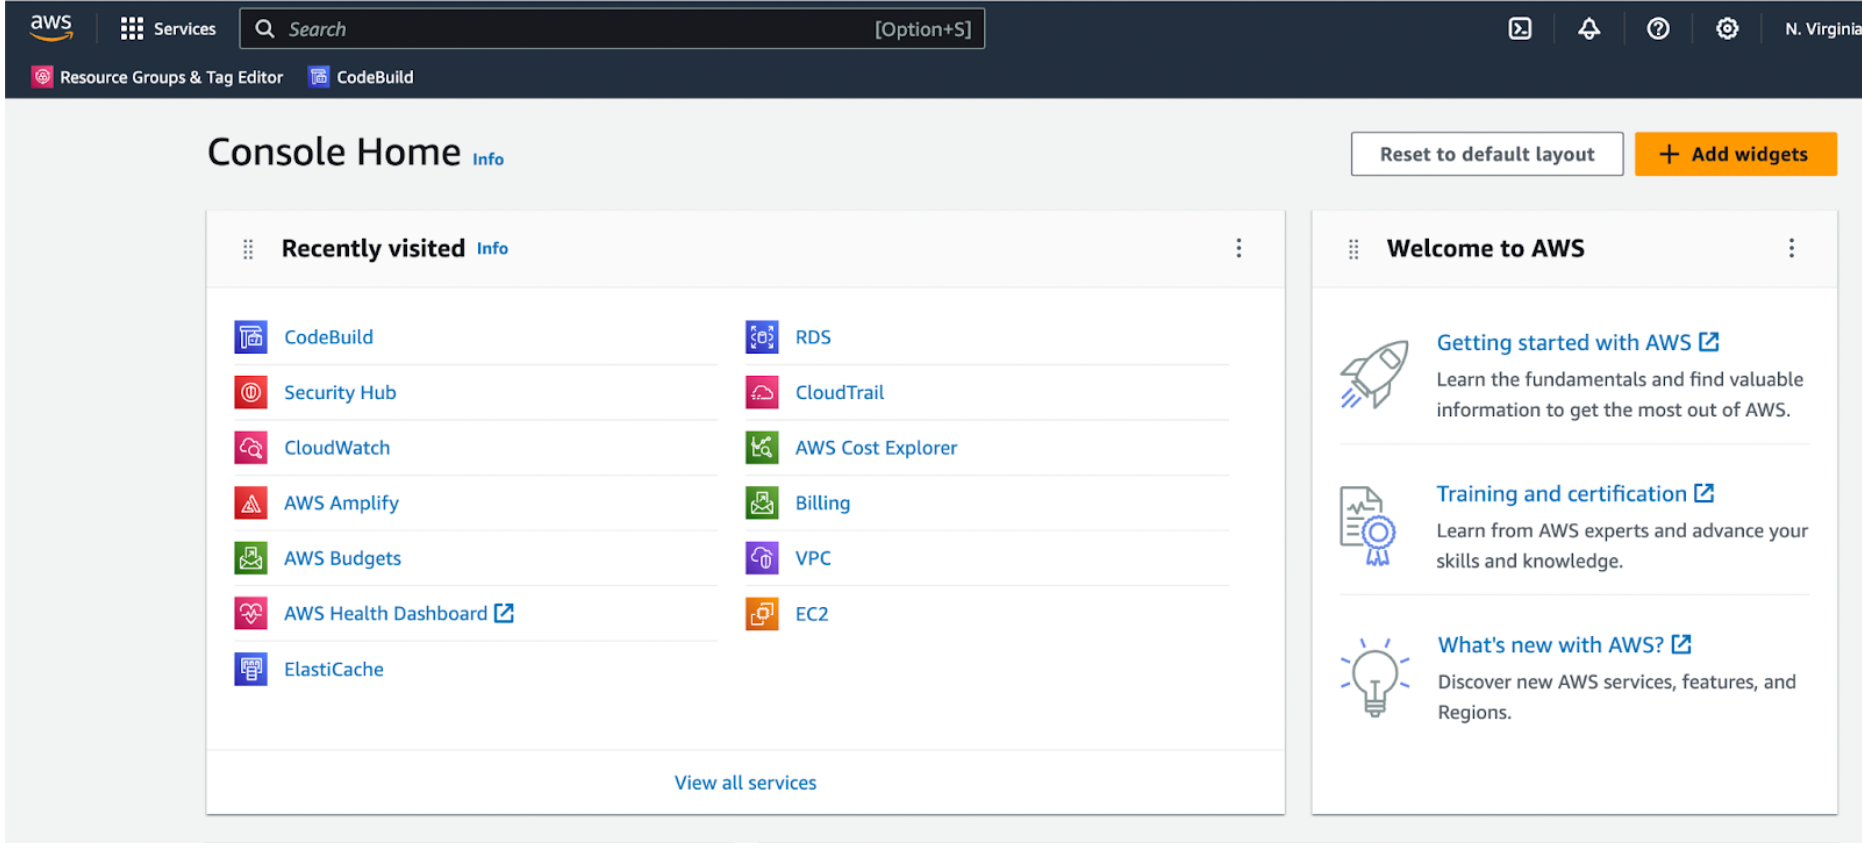 aws
Services
Search
[Option+S]
N. Virginia
Resource Groups & Tag Editor
CodeBuild
Console Home Info
Reset to default layout
+ Add widgets
Recently visited Info
CodeBuild
Security Hub
CloudWatch
AWS Amplify
AWS Budgets
AWS Health Dashboard
ElastiCache
RDS
CloudTrail
AWS Cost Explorer
Billing
VPC
EC2
View all services
Welcome to AWS
Getting started with AWS
Learn the fundamentals and find valuable
information to get the most out of AWS.
Training and certification
Learn from AWS experts and advance your
skills and knowledge.
What's new with AWS?
Discover new AWS services, features, and
Regions.